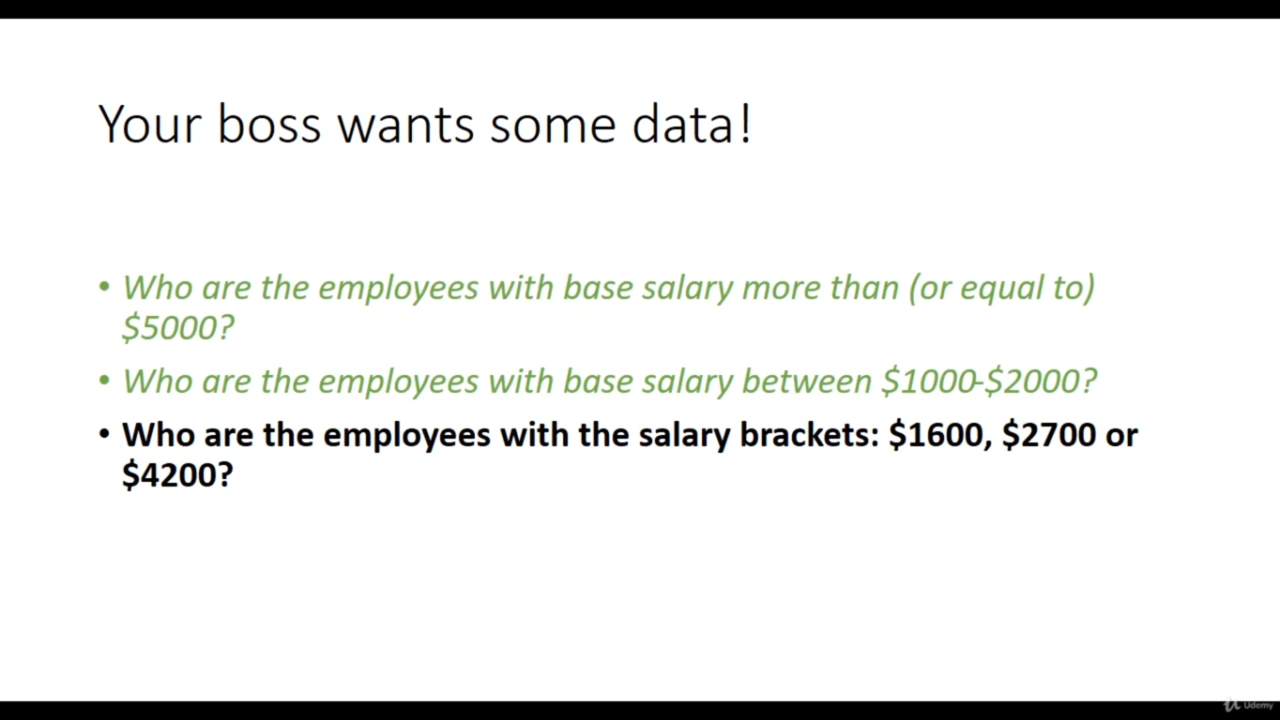 Your boss wants some data!
• Who are the employees with base salary more than (or equal to)
$5000?
• Who are the employees with base salary between $1000-$2000?
• Who are the employees with the salary brackets: $1600, $2700 or
$4200?
Udemy